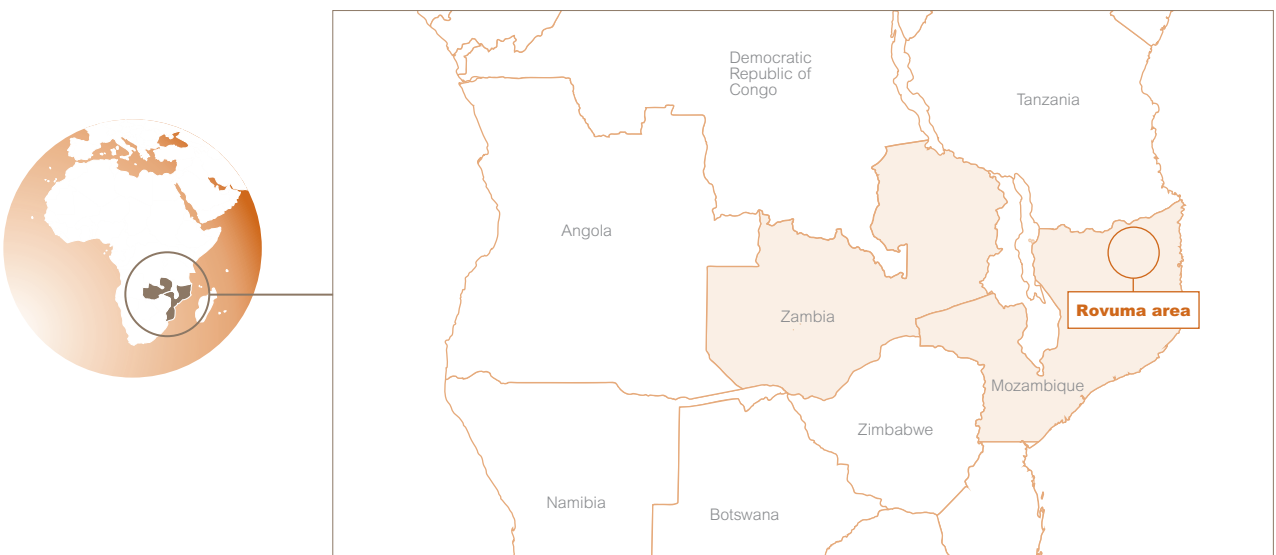 Democratic
Republic of
Congo
Tanzania
Angola
Rovuma area
Zambia
Mozambique
Zimbabwe
Namibia
Botswana